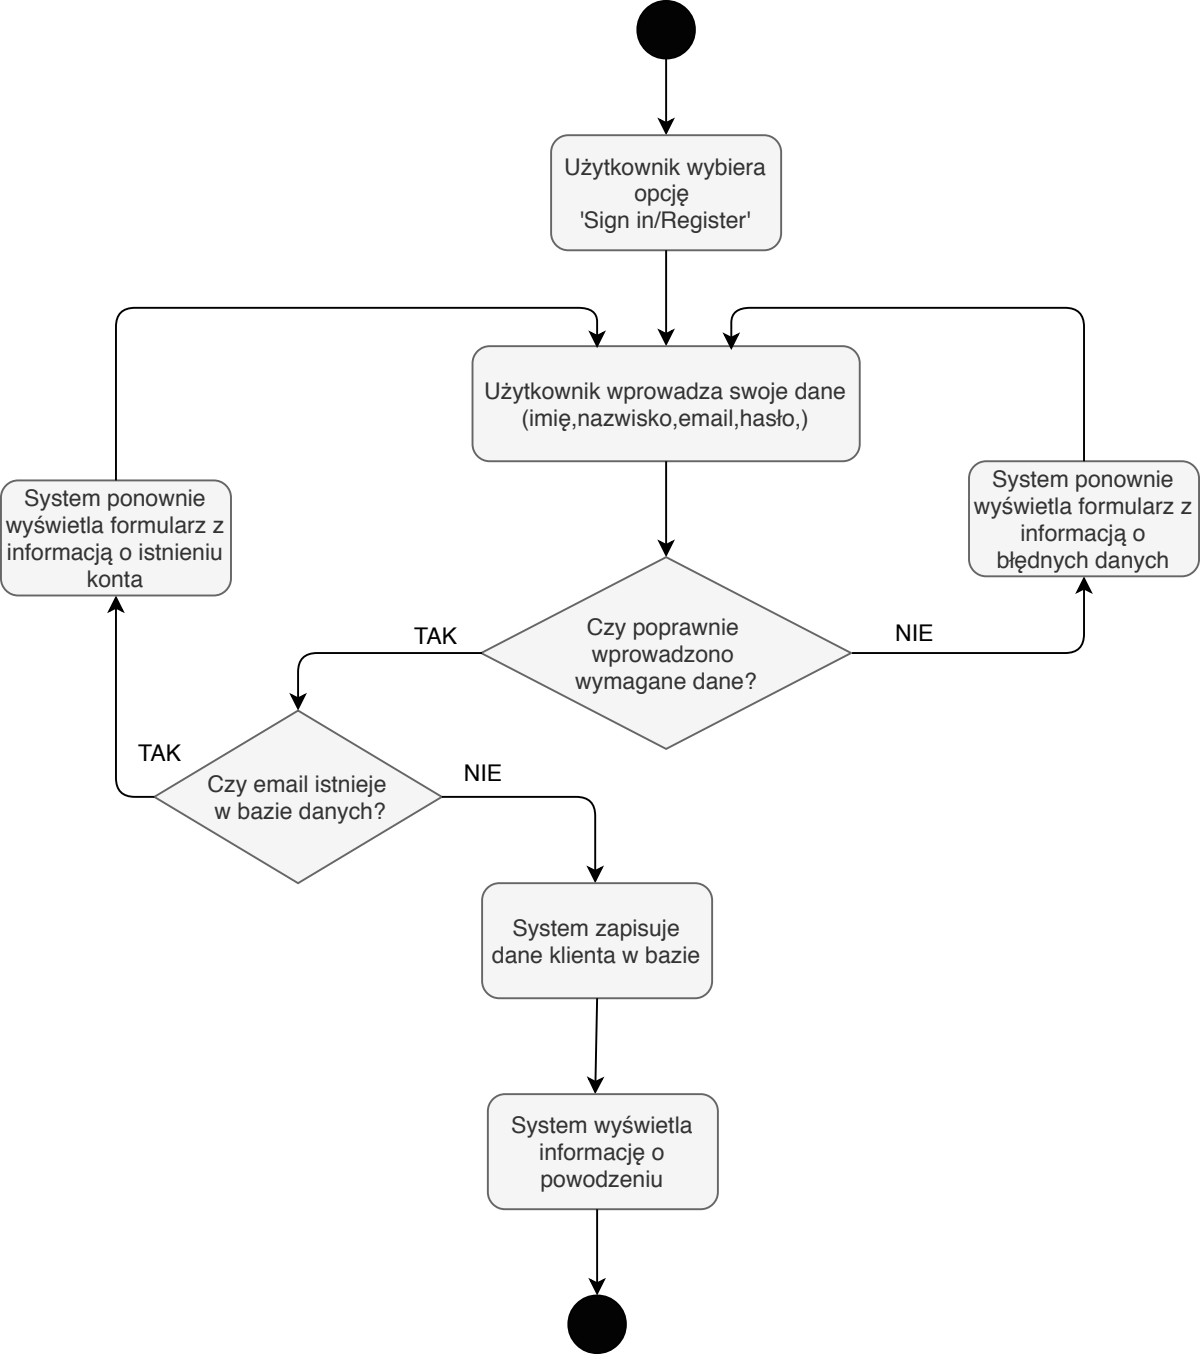 Użytkownik wybiera
opcję
'Sign in/Register'
Użytkownik wprowadza swoje dane
(imię,nazwisko,email,hasło,)
System ponownie
wyświetla formularz z
informacją o istnieniu
konta
System ponownie
wyświetla formularz z
informacją o
błędnych danych
TAK
Czy poprawnie
wprowadzono
wymagane dane?
NIE
TAK
Czy email istnieje
w bazie danych?
NIE
System zapisuje
dane klienta w bazie
System wyświetla
informację o
powodzeniu